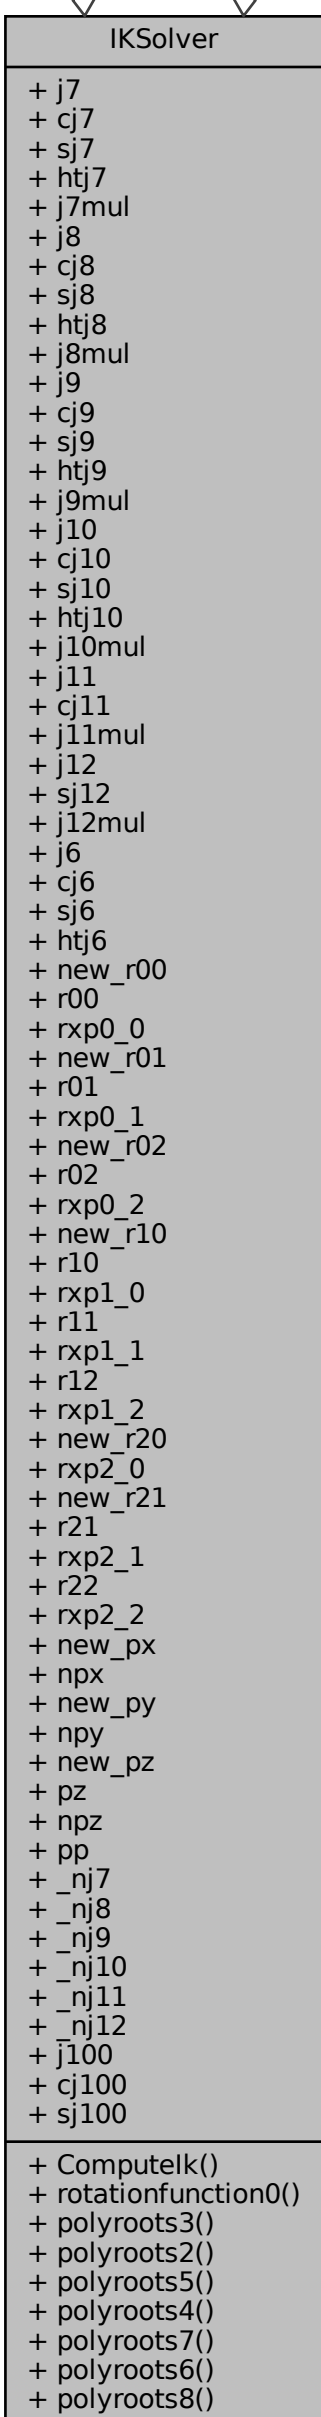 IKSolver
+ j7
+ cj7
+ sj7
+ htj7
+ j7mul
+ j8
+ cj8
+ sj8
+ htj8
+ j8mul
+ j9
+ cj9
+ sj9
+ htj9
+ j9mul
+ j10
+ cj10
+ sj10
+ htj10
+ j10mul
+ j11
+ cj11
+ j11mul
+ j12
+ sj12
+ j12mul
+ j6
+ cj6
+ sj6
+ htj6
+ new_r00
+ r00
+ rxp0_0
+ new_r01
+ r01
+ rxp0_1
+ new_r02
+ r02
+ rxp0_2
+ new_r10
+ r10
+ rxp1_0
+ r11
+ rxp1_1
+ r12
+ rxp1_2
+ new_r20
+ rxp2_0
+ new_r21
+ r21
+ rxp2_1
+ r22
+ rxp2_2
+ new_px
+ npx
+ new_py
+ npy
+ new_pz
+ pz
+ npz
+ pp
+ _nj7
+ _nj8
+ _nj9
+ _nj10
+ _nj11
+ _nj12
+ j100
+ cj100
+ sj100
+ ComputeIk()
+ rotationfunction0()
+ polyroots3()
+ polyroots2()
+ polyroots5()
+ polyroots4()
+ polyroots7()
+ polyroots6()
+ polyroots8()